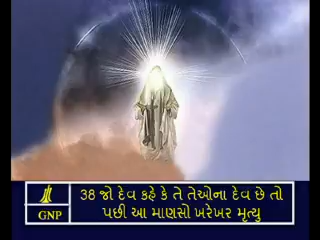 38 જો દેવ કહે કે તે તેઓના દેવ છે તો
પછી આ માણસો ખરેખર મૃત્યુ
GNP